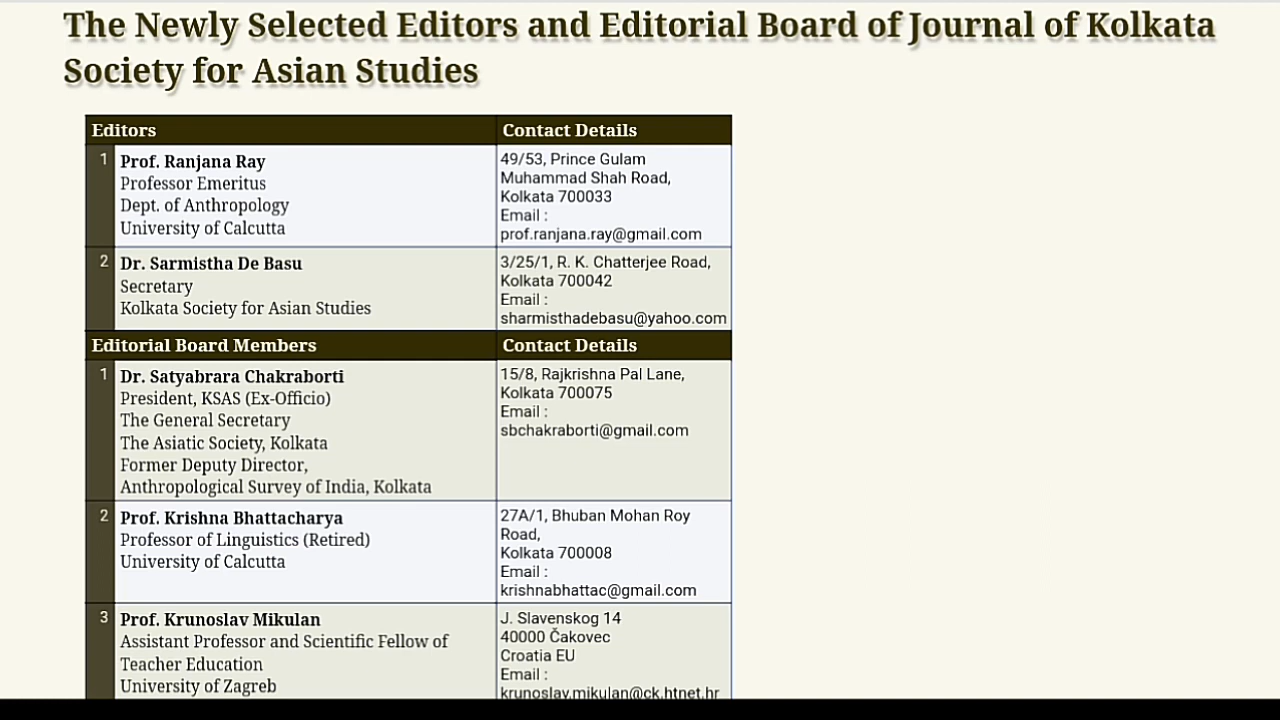 The Newly Selected Editors and Editorial Board of Journal of Kolkata
Society for Asian Studies
Editors Contact Details
1 Prof. Ranjana Ray
Professor Emeritus
Dept. of Anthropology
University of Calcutta
49/53, Prince Gulam
Muhammad Shah Road,
Kolkata 700033
Email :
prof.ranjana.ray@gmail.com
2 Dr. Sarmistha De Basu
Secretary
Kolkata Society for Asian Studies
3/25/1, R. K. Chatterjee Road,
Kolkata 700042
Email :
sharmisthadebasu@yahoo.com
Editorial Board Members Contact Details
1 Dr. Satyabrara Chakraborti
President, KSAS (Ex-Officio)
The General Secretary
The Asiatic Society, Kolkata
Former Deputy Director,
Anthropological Survey of India, Kolkata
15/8, Rajkrishna Pal Lane,
Kolkata 700075
Email :
sbchakraborti@gmail.com
2 Prof. Krishna Bhattacharya
Professor of Linguistics (Retired)
University of Calcutta
27A/1, Bhuban Mohan Roy
Road,
Kolkata 700008
Email :
krishnabhattac@gmail.com
3 Prof. Krunoslav Mikulan
Assistant Professor and Scientific Fellow of
Teacher Education
University of Zagreb
J. Slavenskog 14
40000 Čakovec
Croatia EU
Email :
krunoslav.mikulan@ck.htnet.hr